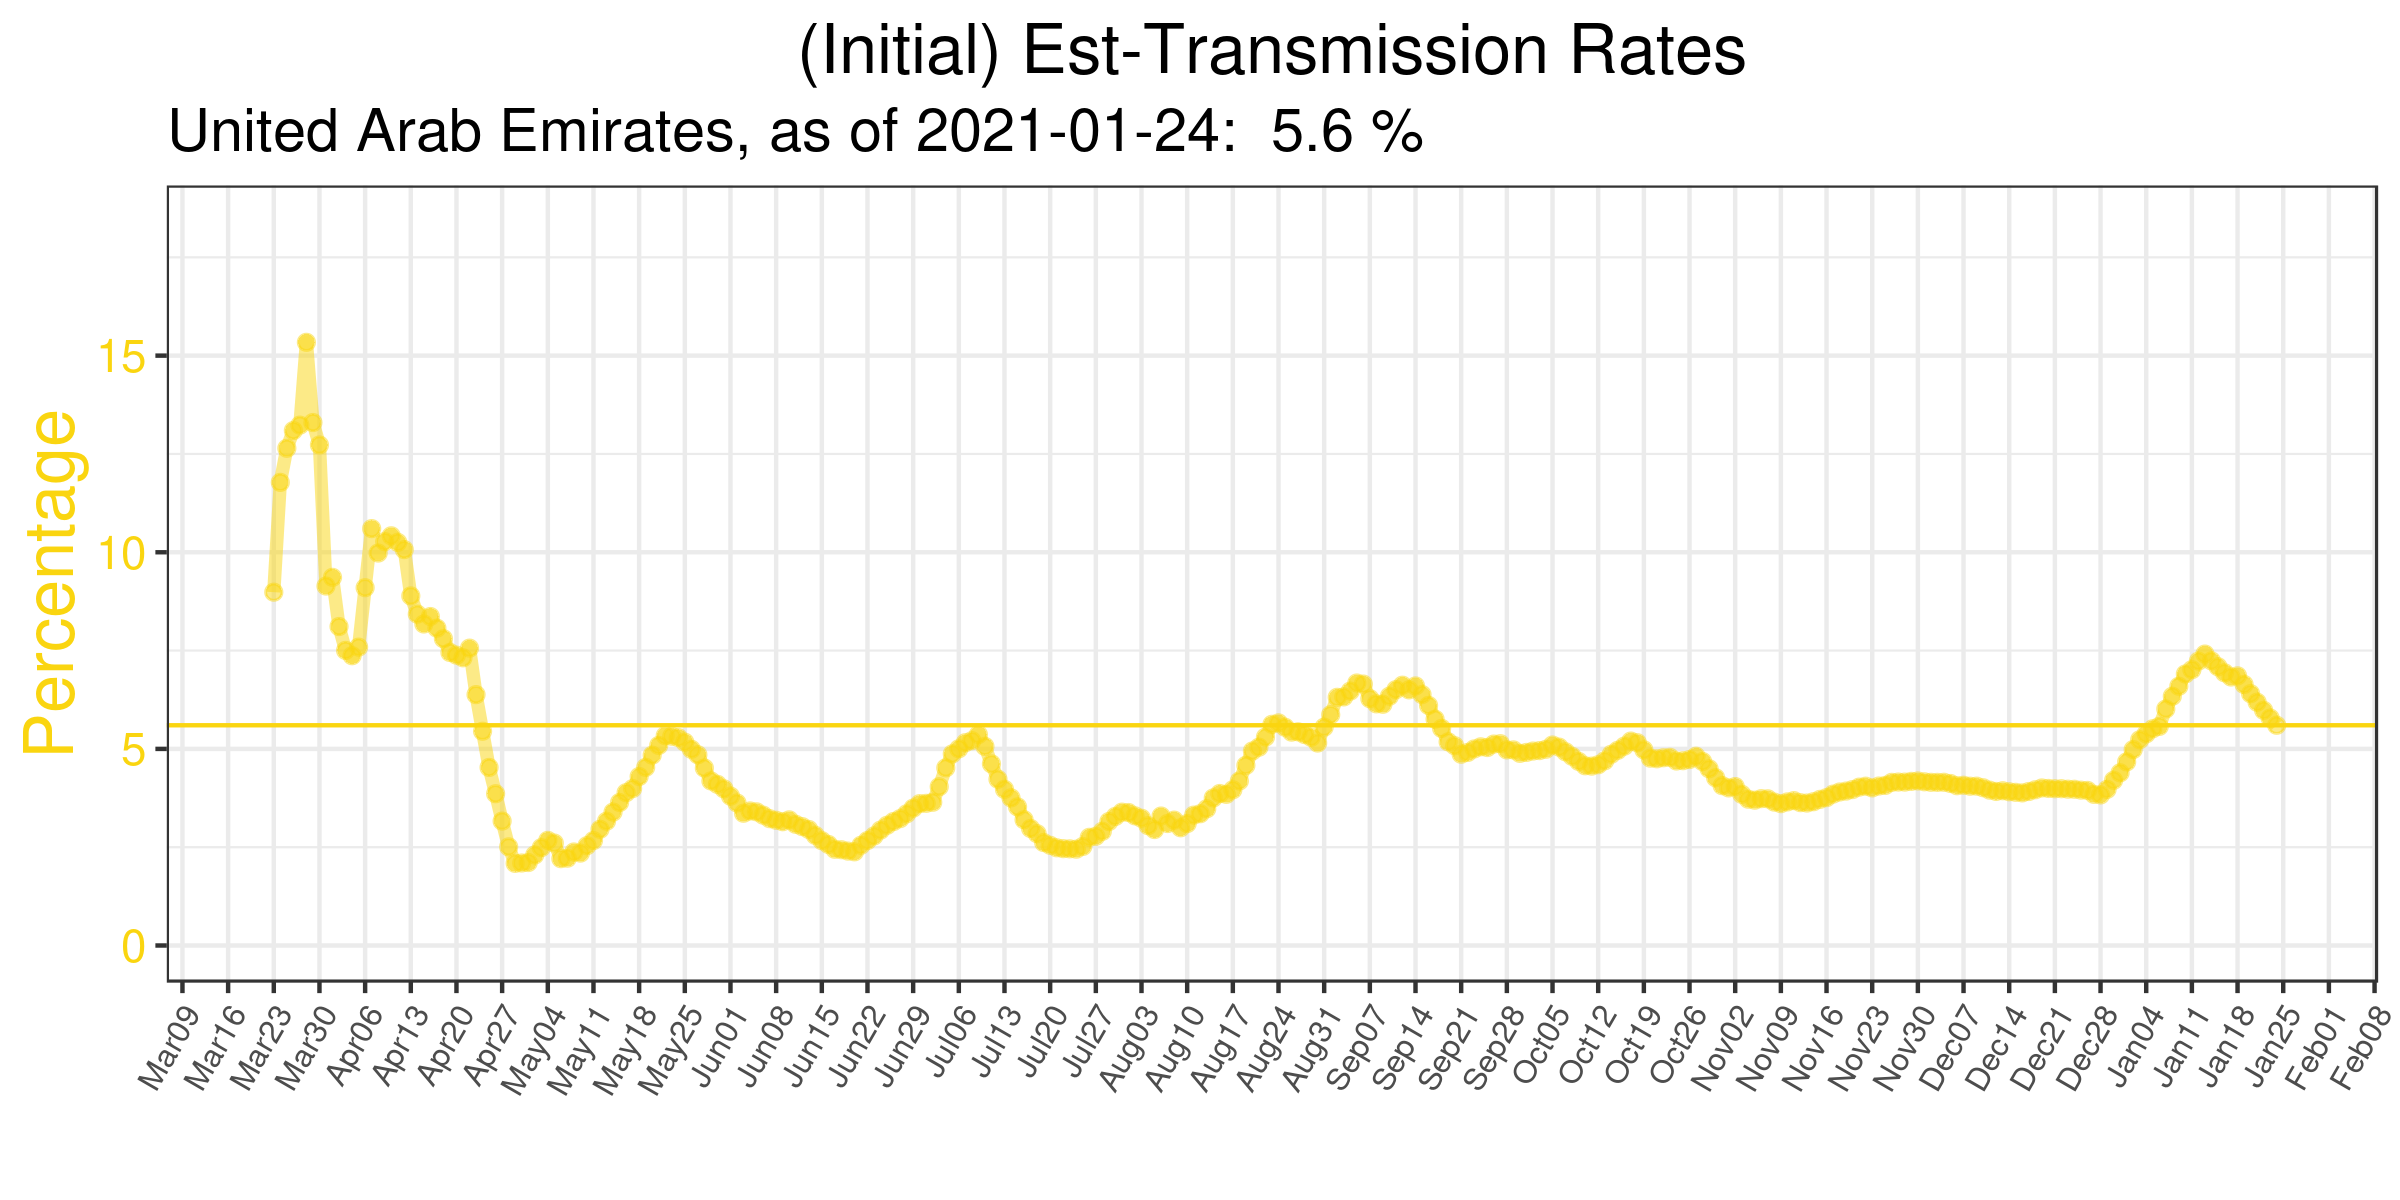 (Initial) Est-Transmission Rates
United Arab Emirates, as of 2021-01-24:  5.6 %
Percentage
15
10
5
0
Mar09
Mar16
Mar23
Mar30
Apr06
Apr13
Apr20
Apr27
May04
May11
May18
May25
Jun01
Jun08
Jun15
Jun22
Jun29
Jul06
Jul13
Jul20
Jul27
Aug03
Aug10
Aug17
Aug24
Aug31
Sep07
Sep14
Sep21
Sep28
Oct05
Oct12
Oct19
Oct26
Nov02
Nov09
Nov16
Nov23
Nov30
Dec07
Dec14
Dec21
Dec28
Jan04
Jan11
Jan18
Jan25
Feb01
Feb08